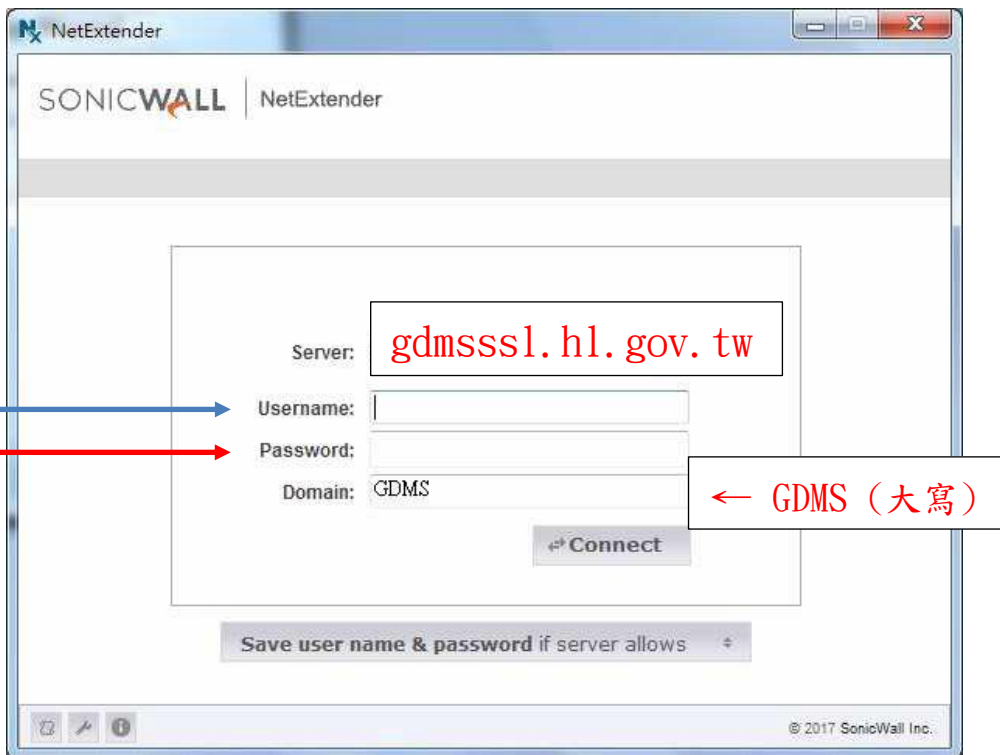 NetExtender
SONICWALL NetExtender
Server: gdmsssl.hl.gov.tw
Username:
Password:
Domain: GDMS
← GDMS (大寫)
Connect
Save user name & password if server allows
© 2017 SonicWall Inc.